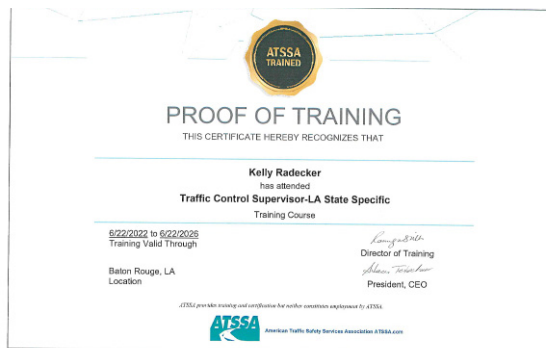 ATSSA
TRAINED
PROOF OF TRAINING
THIS CERTIFICATE HEREBY RECOGNIZES THAT
Kelly Radecker
has attended
Traffic Control Supervisor-LA State Specific
Training Course
6/22/2022 to 6/22/2026
Training Valid Through
Director of Training
Baton Rouge, LA
Location
President, CEO
ATSSA provides training and certification but neither constitutes employment by ATSSA.
ATSSA
American Traffic Safety Services Association ATSSA.com